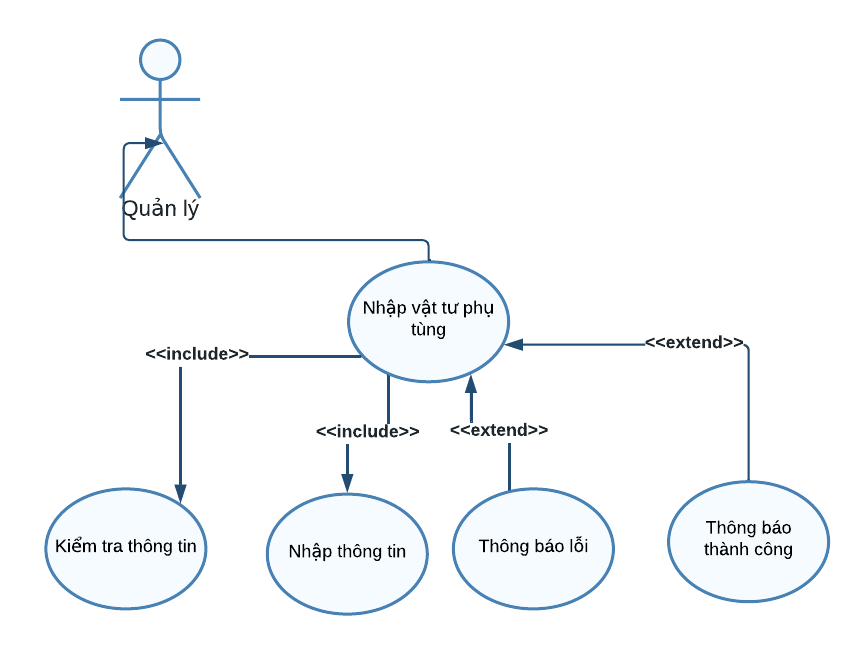 Quản lý
Nhập vật tư phụ
tùng
<<extend>>
<<include>>
<<include>>
<<extend>>
Kiểm tra thông tin
Nhập thông tin
Thông báo lỗi
Thông báo
thành công